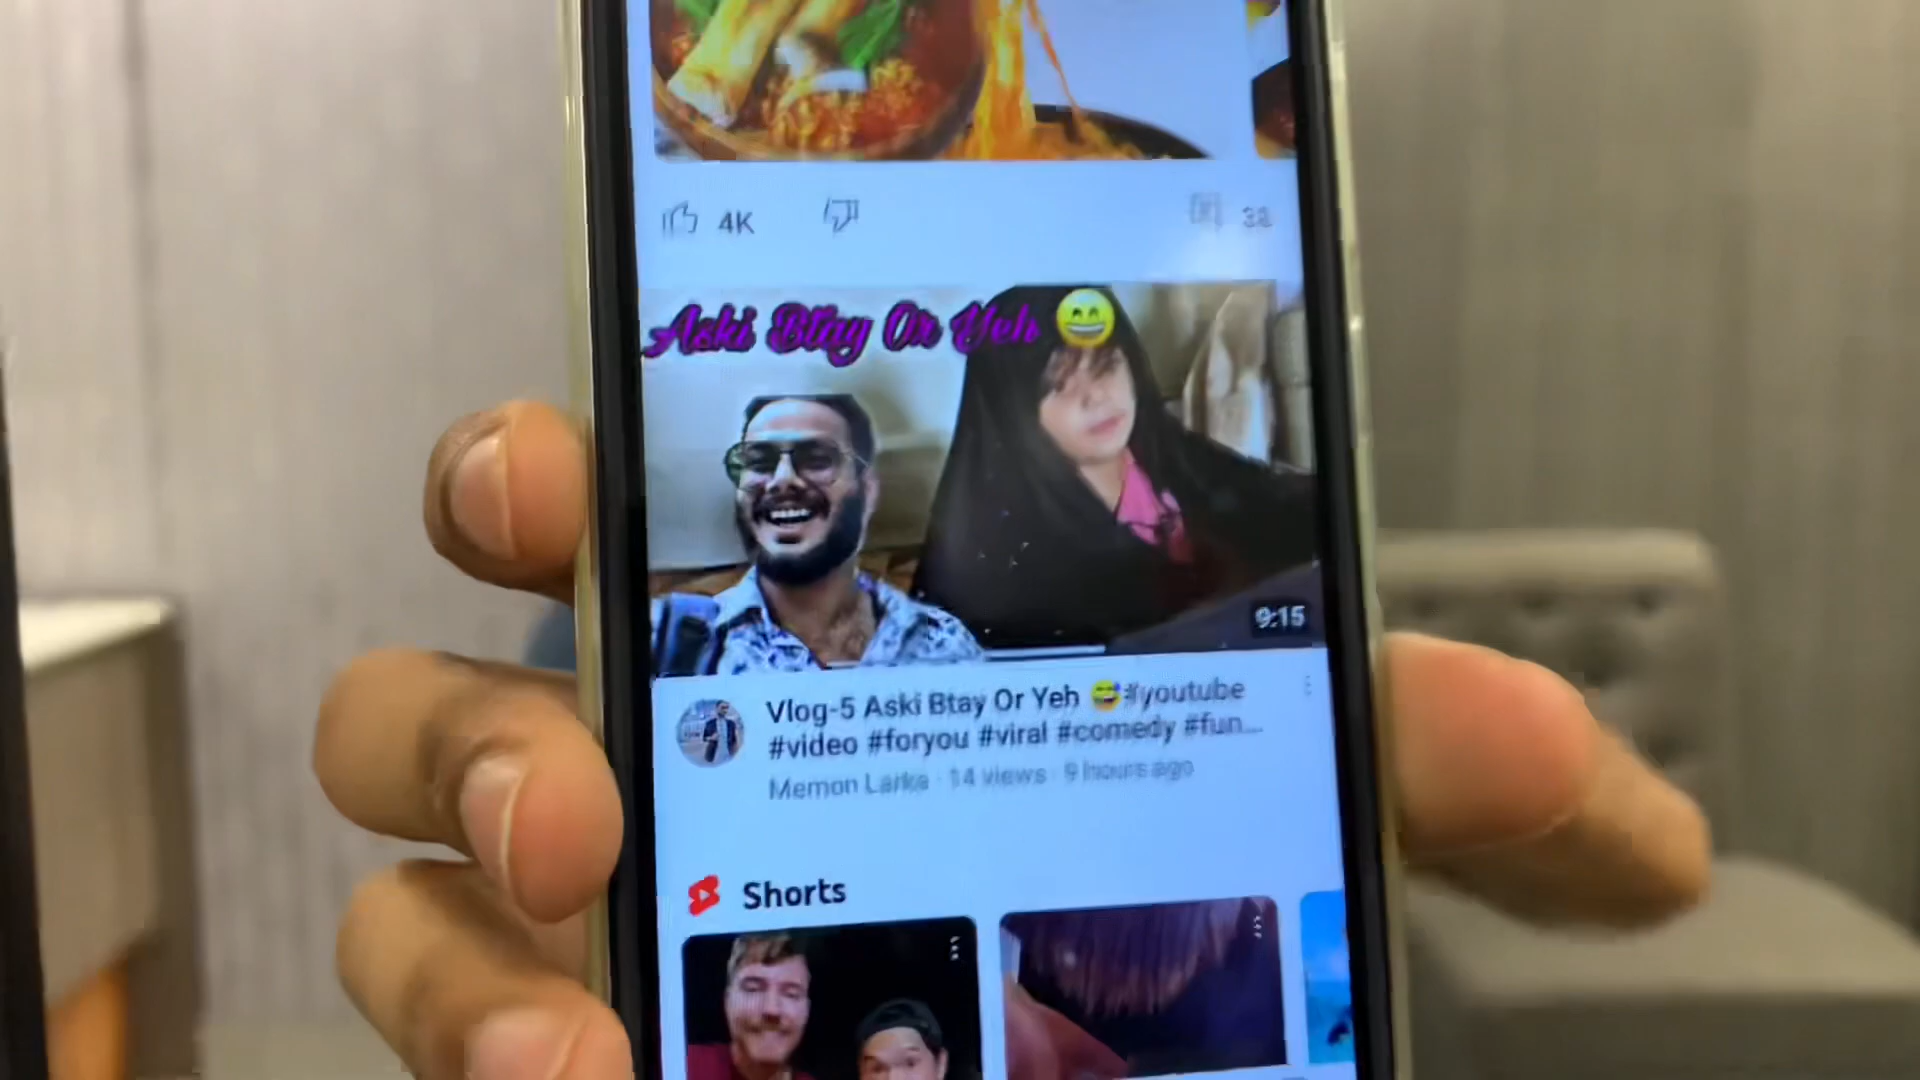 4K
Aski Btay Or Yeh
9:15
Vlog-5 Aski Btay Or Yeh 😅 #youtube
#video #foryou #viral #comedy #fun...
Memon Larka · 14 views · 9 hours ago
Shorts